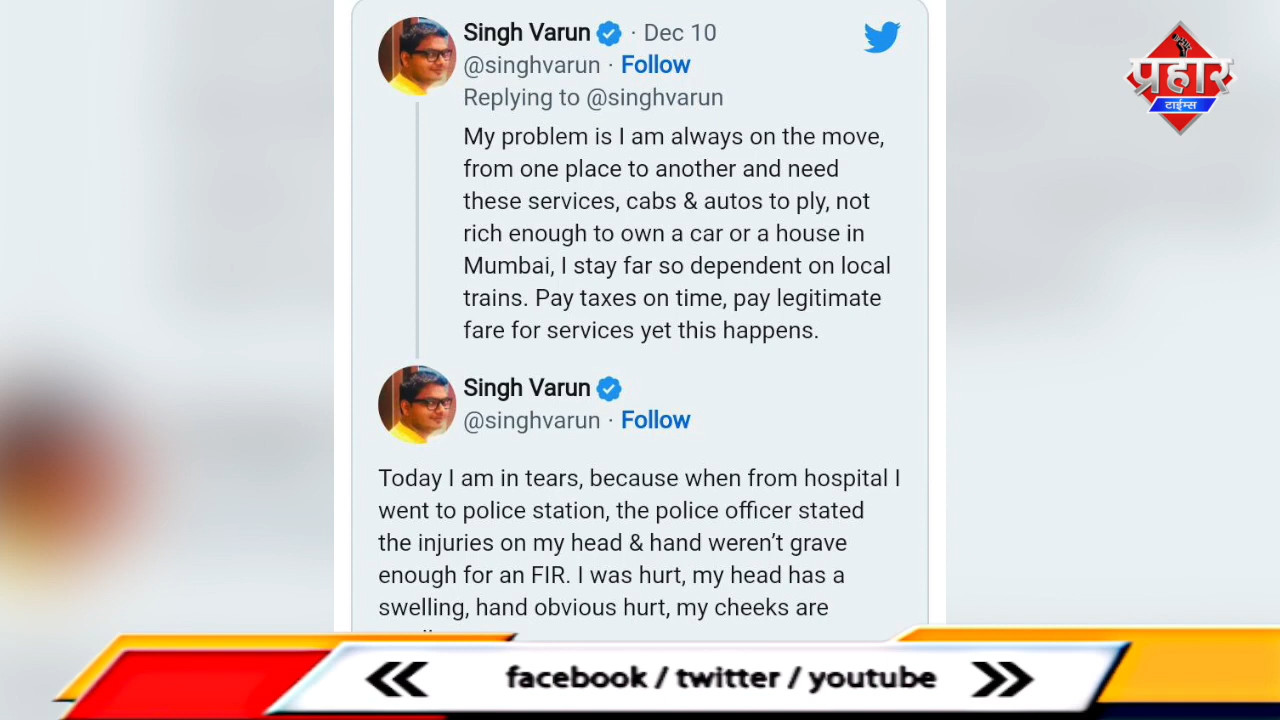 Singh Varun · Dec 10
@singhvarun · Follow
Replying to @singhvarun
My problem is I am always on the move,
from one place to another and need
these services, cabs & autos to ply, not
rich enough to own a car or a house in
Mumbai, I stay far so dependent on local
trains. Pay taxes on time, pay legitimate
fare for services yet this happens.
Singh Varun
@singhvarun · Follow
Today I am in tears, because when from hospital I
went to police station, the police officer stated
the injuries on my head & hand weren’t grave
enough for an FIR. I was hurt, my head has a
swelling, hand obvious hurt, my cheeks are
प्रहार
टाईम्स
facebook / twitter / youtube